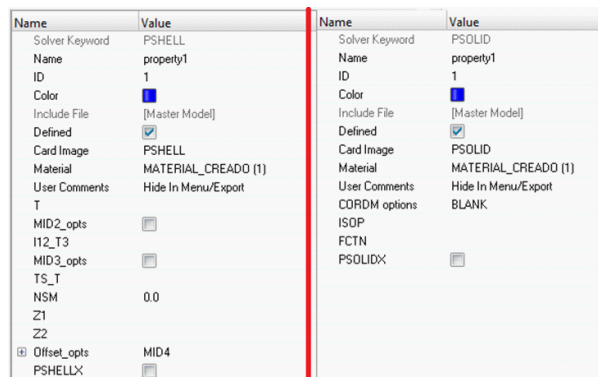 Name Value
Solver Keyword PSHELL
Name property1
ID 1
Color
Include File [Master Model]
Defined
Card Image PSHELL
Material MATERIAL_CREADO (1)
User Comments Hide In Menu/Export
T
MID2_opts
I12_T3
MID3_opts
TS_T
NSM 0.0
Z1
Z2
Offset_opts MID4
PSHELLX
Name Value
Solver Keyword PSOLID
Name property1
ID 1
Color
Include File [Master Model]
Defined
Card Image PSOLID
Material MATERIAL_CREADO (1)
User Comments Hide In Menu/Export
CORDM options BLANK
ISOP
FCTN
PSOLIDX